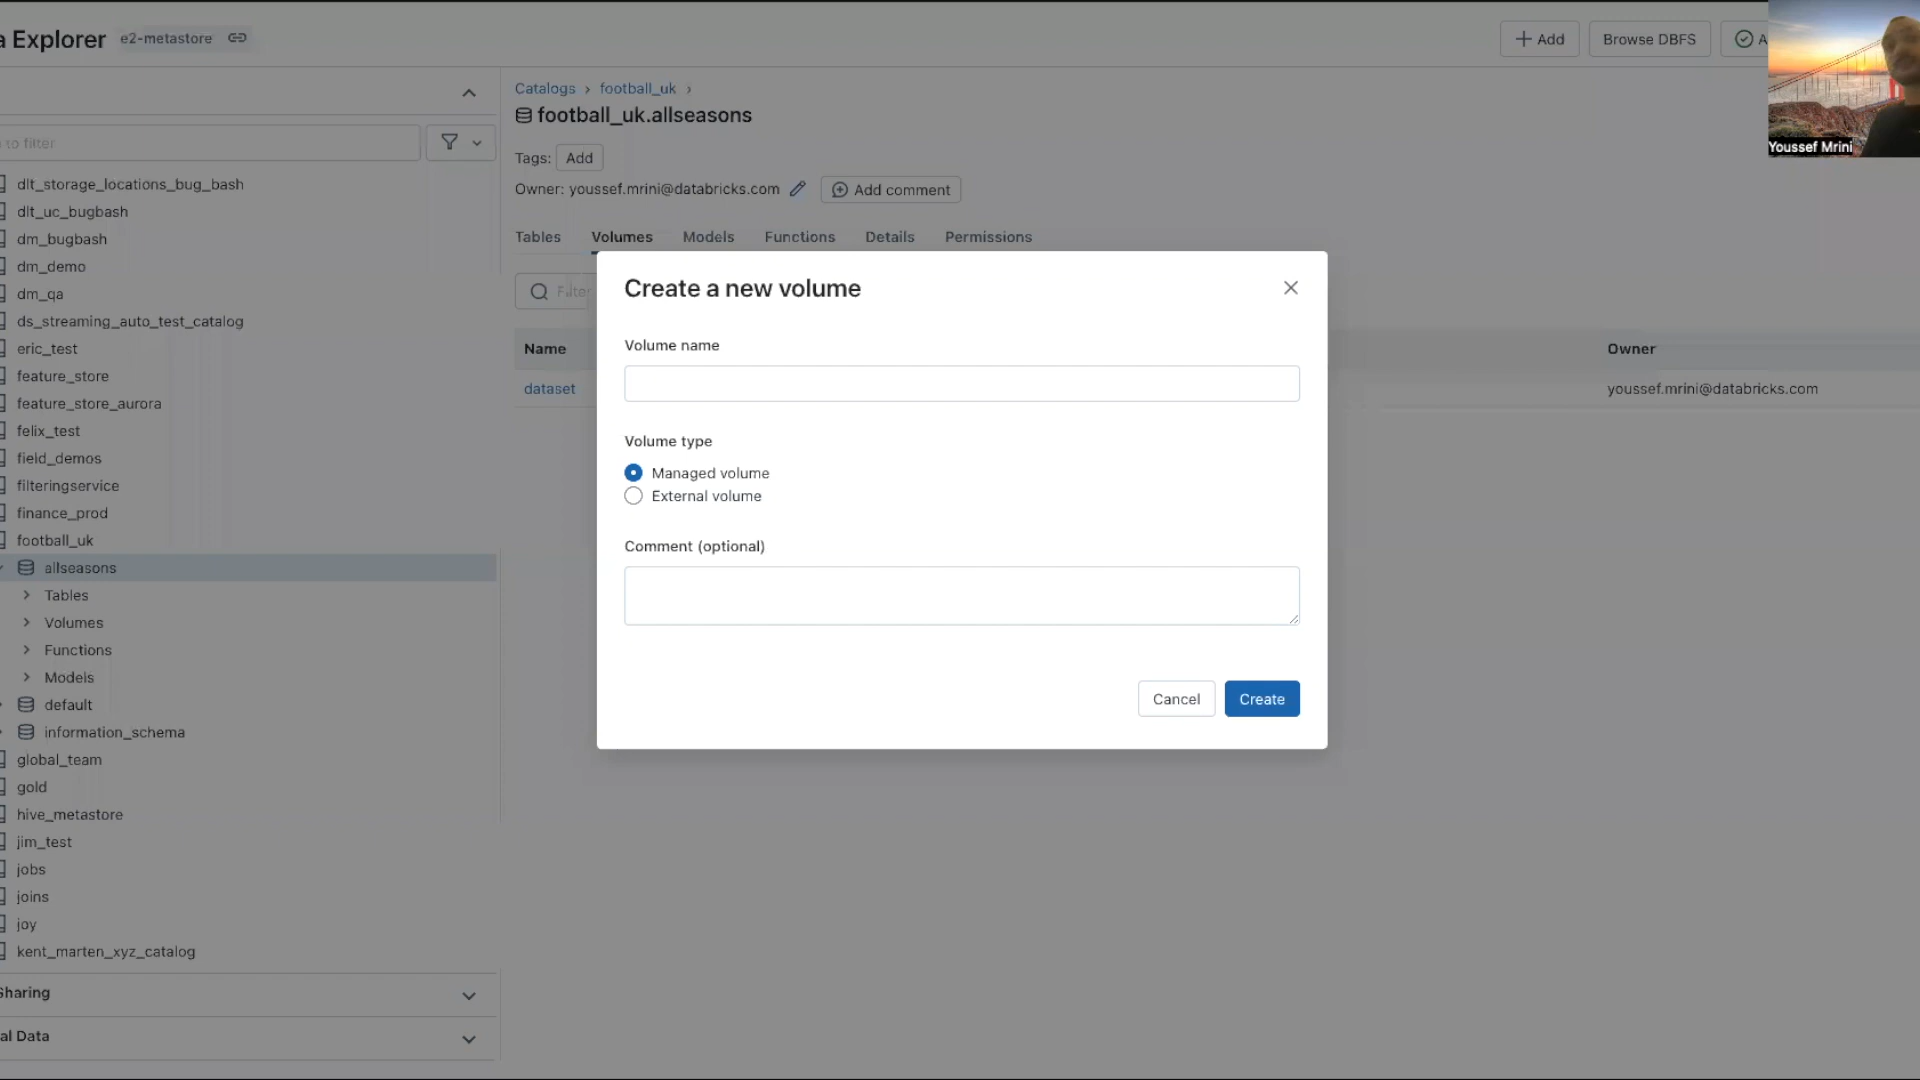 a Explorer e2-metastore
Add Browse DBFS A
Youssef Mrini
to filter
dlt_storage_locations_bug_bash
dlt_uc_bugbash
dm_bugbash
dm_demo
dm_qa
ds_streaming_auto_test_catalog
eric_test
feature_store
feature_store_aurora
felix_test
field_demos
filteringservice
finance_prod
football_uk
allseasons
Tables
Volumes
Functions
Models
default
information_schema
global_team
gold
hive_metastore
jim_test
jobs
joins
joy
kent_marten_xyz_catalog
Sharing
al Data
Catalogs › football_uk ›
football_uk.allseasons
Tags: Add
Owner: youssef.mrini@databricks.com Add comment
Tables Volumes Models Functions Details Permissions
Filter
Name Owner
dataset youssef.mrini@databricks.com
Create a new volume
Volume name
Volume type
Managed volume
External volume
Comment (optional)
Cancel Create